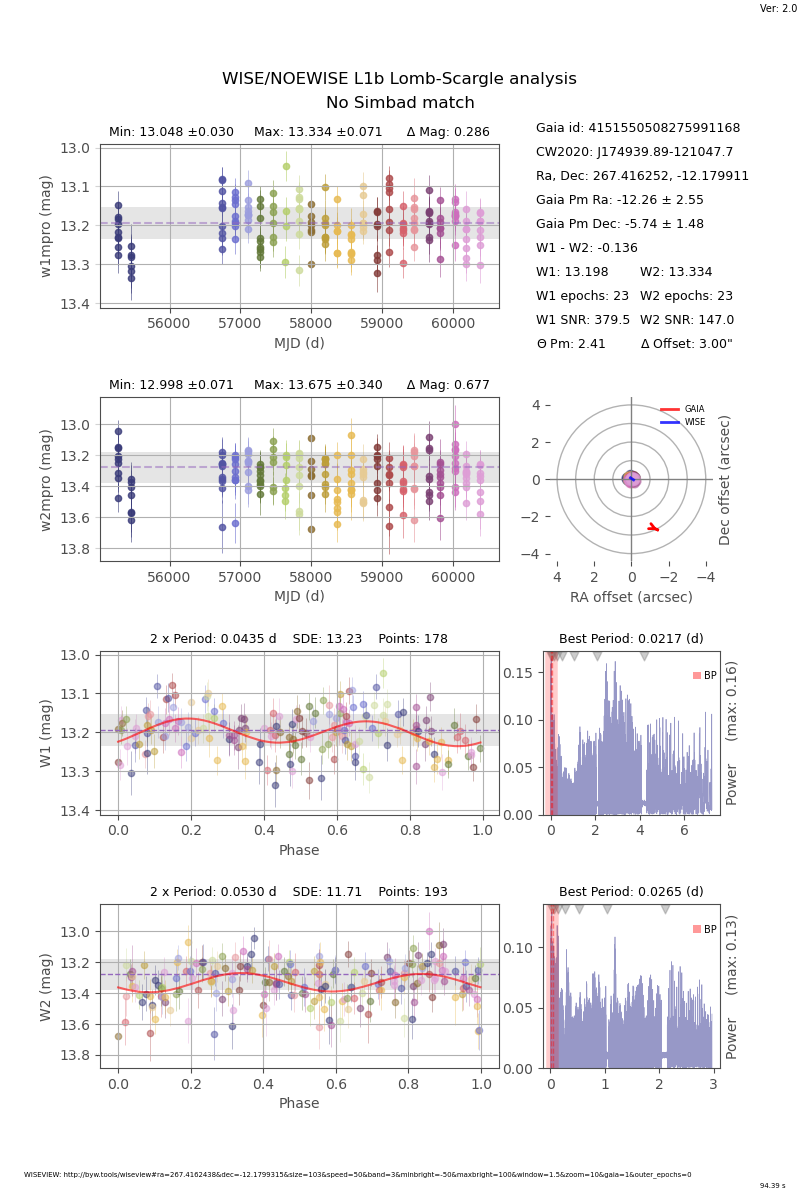 Ver: 2.0
WISE/NOEWISE L1b Lomb-Scargle analysis
No Simbad match
Min: 13.048 ±0.030 Max: 13.334 ±0.071 Δ Mag: 0.286
13.0
13.1
13.2
13.3
13.4
w1mpro (mag)
56000 57000 58000 59000 60000
MJD (d)
Gaia id: 4151550508275991168
CW2020: J174939.89-121047.7
Ra, Dec: 267.416252, -12.179911
Gaia Pm Ra: -12.26 ± 2.55
Gaia Pm Dec: -5.74 ± 1.48
W1 - W2: -0.136
W1: 13.198 W2: 13.334
W1 epochs: 23 W2 epochs: 23
W1 SNR: 379.5 W2 SNR: 147.0
Θ Pm: 2.41 Δ Offset: 3.00"
Min: 12.998 ±0.071 Max: 13.675 ±0.340 Δ Mag: 0.677
13.0
13.2
13.4
13.6
13.8
w2mpro (mag)
56000 57000 58000 59000 60000
MJD (d)
GAIA
WISE
4
2
0
−2
−4
4 2 0 −2 −4
RA offset (arcsec)
Dec offset (arcsec)
2 x Period: 0.0435 d SDE: 13.23 Points: 178
13.0
13.1
13.2
13.3
13.4
W1 (mag)
0.0 0.2 0.4 0.6 0.8 1.0
Phase
Best Period: 0.0217 (d)
BP
0.15
0.10
0.05
0.00
0 2 4 6
Power (max: 0.16)
2 x Period: 0.0530 d SDE: 11.71 Points: 193
13.0
13.2
13.4
13.6
13.8
W2 (mag)
0.0 0.2 0.4 0.6 0.8 1.0
Phase
Best Period: 0.0265 (d)
BP
0.10
0.05
0.00
0 1 2 3
Power (max: 0.13)
WISEVIEW: http://byw.tools/wiseview#ra=267.4162438&dec=-12.1799315&size=103&speed=50&band=3&minbright=-50&maxbright=100&window=1.5&zoom=10&gaia=1&outer_epochs=0
94.39 s